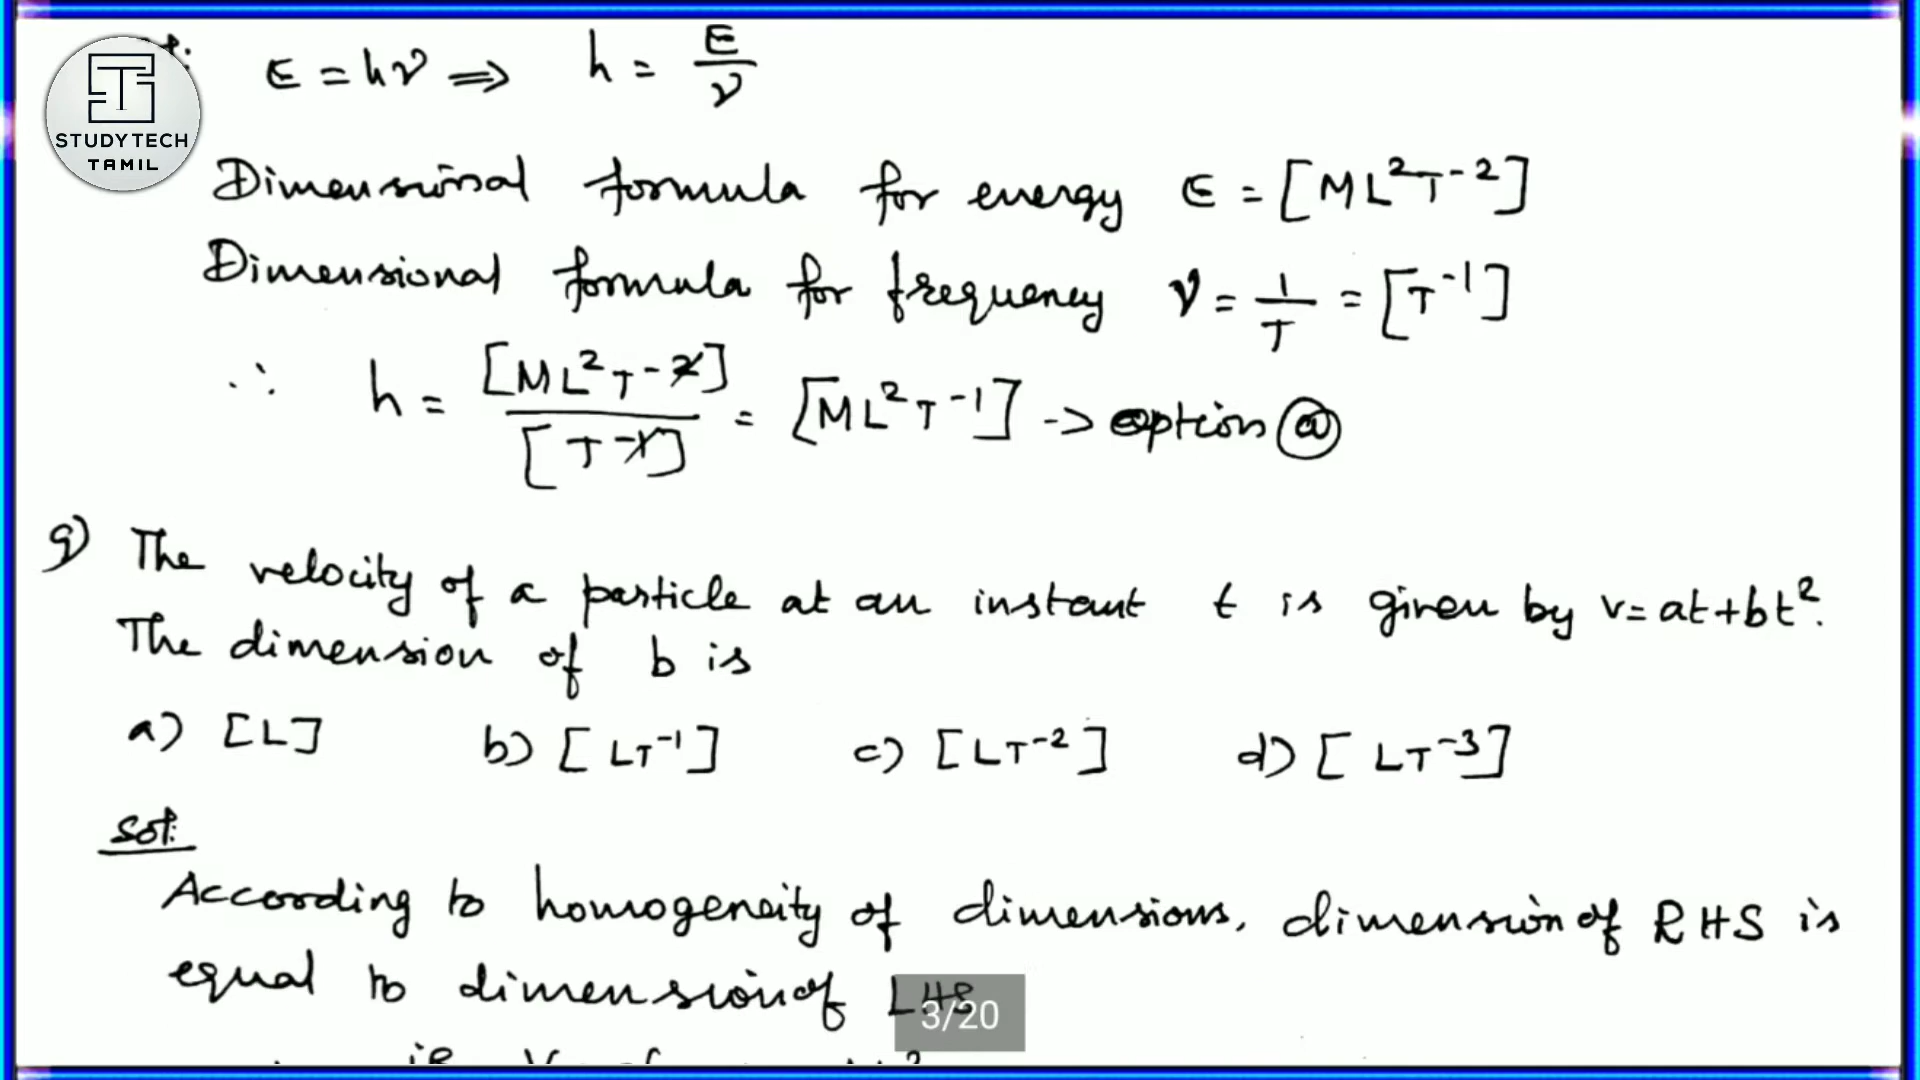 E = hν ⟹ h = E/ν
STUDYTECH
TAMIL
Dimensional formula for energy E = [ML²T⁻²]
Dimensional formula for frequency ν = 1/T = [T⁻¹]
∴ h = [ML²T⁻²]/[T⁻¹] = [ML²T⁻¹] -> option ⓐ
9) The velocity of a particle at an instant t is given by v = at + bt².
The dimension of b is
a) [L] b) [LT⁻¹] c) [LT⁻²] d) [LT⁻³]
Sol:
According to homogeneity of dimensions, dimension of RHS is
equal to dimension of LHS
3/20